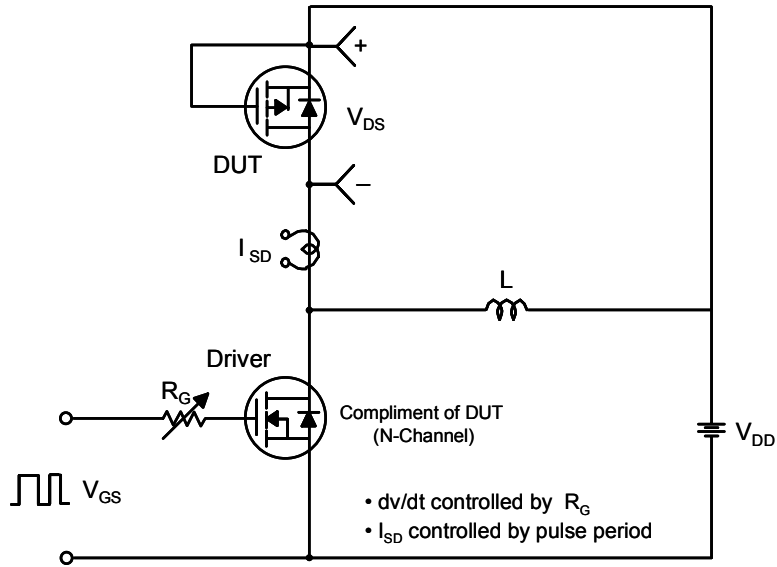 +
V_DS
DUT
–
I_SD
L
Driver
R_G
Compliment of DUT
(N-Channel)
V_DD
V_GS
• dv/dt controlled by R_G
• I_SD controlled by pulse period